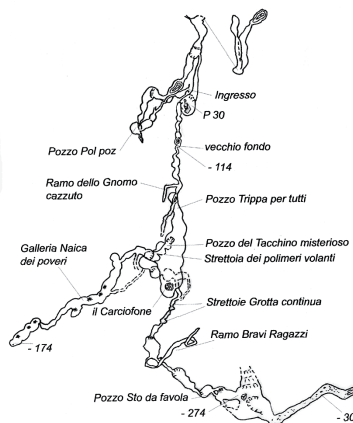 Ingresso
P 30
Pozzo Pol poz
vecchio fondo
- 114
Ramo dello Gnomo
cazzuto
Pozzo Trippa per tutti
Pozzo del Tacchino misterioso
Strettoia dei polimeri volanti
Galleria Naica
dei poveri
il Carciofone
Strettoie Grotta continua
- 174
Ramo Bravi Ragazzi
Pozzo Sto da favola
- 274
- 30